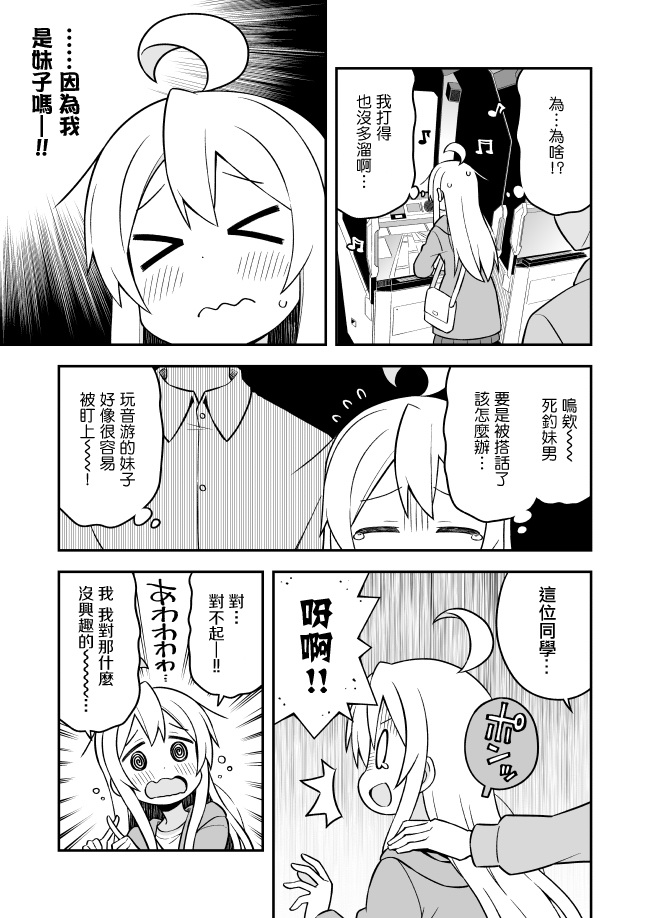 為…為啥!?
我打得
也沒多溜啊…
……因為我
是妹子嗎—!!
嗚欸~~
死釣妹男
要是被搭話了
該怎麼辦…
玩音游的妹子
好像很容易
被盯上~~!
這位同學…
ポンッ
呀啊!!
對…
對不起—!!
あわわわわ…
我 我對那什麼
沒興趣的~~~~~…